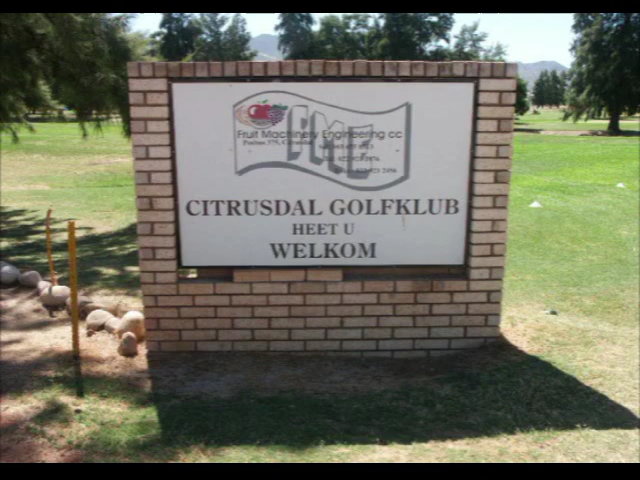 Fruit Machinery Engineering cc
FME
CITRUSDAL GOLFKLUB
HEET U
WELKOM